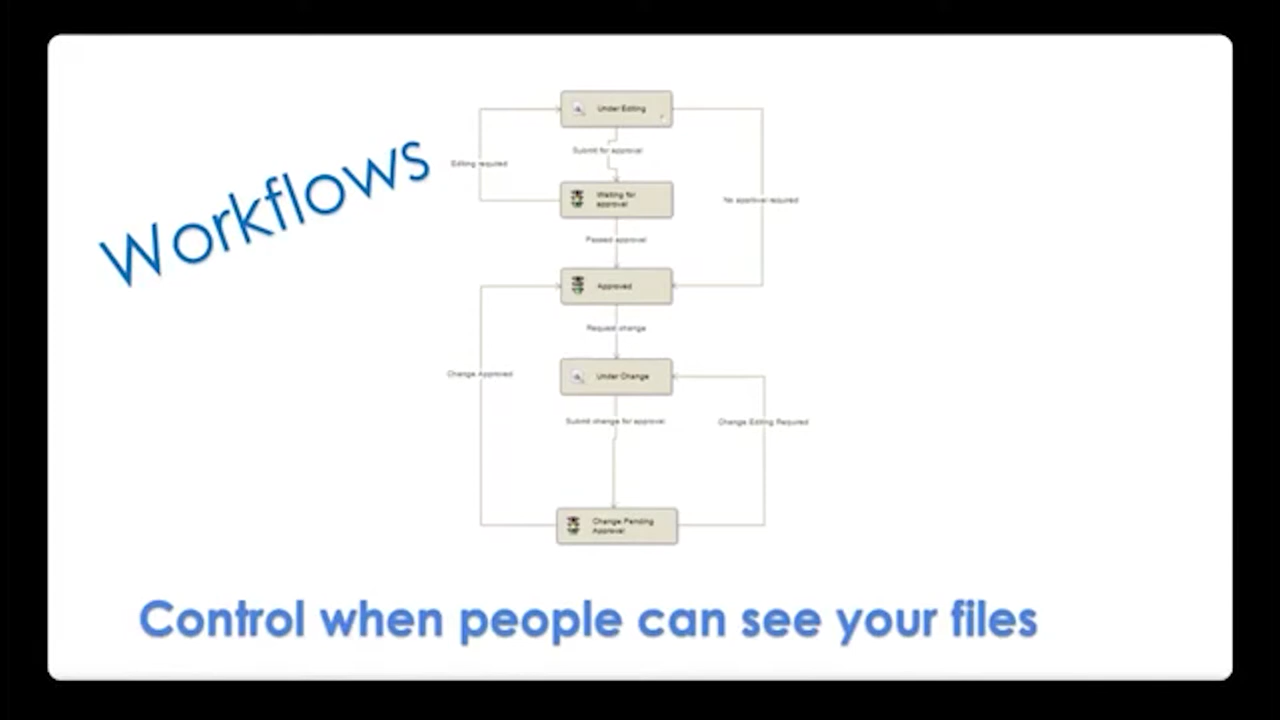 Workflows
Under Editing
Submit for approval
Editing required
Waiting for
approval
No approval required
Passed approval
Approved
Request change
Change Approved
Under Change
Submit change for approval
Change Editing Required
Change Pending
Approval
Control when people can see your files